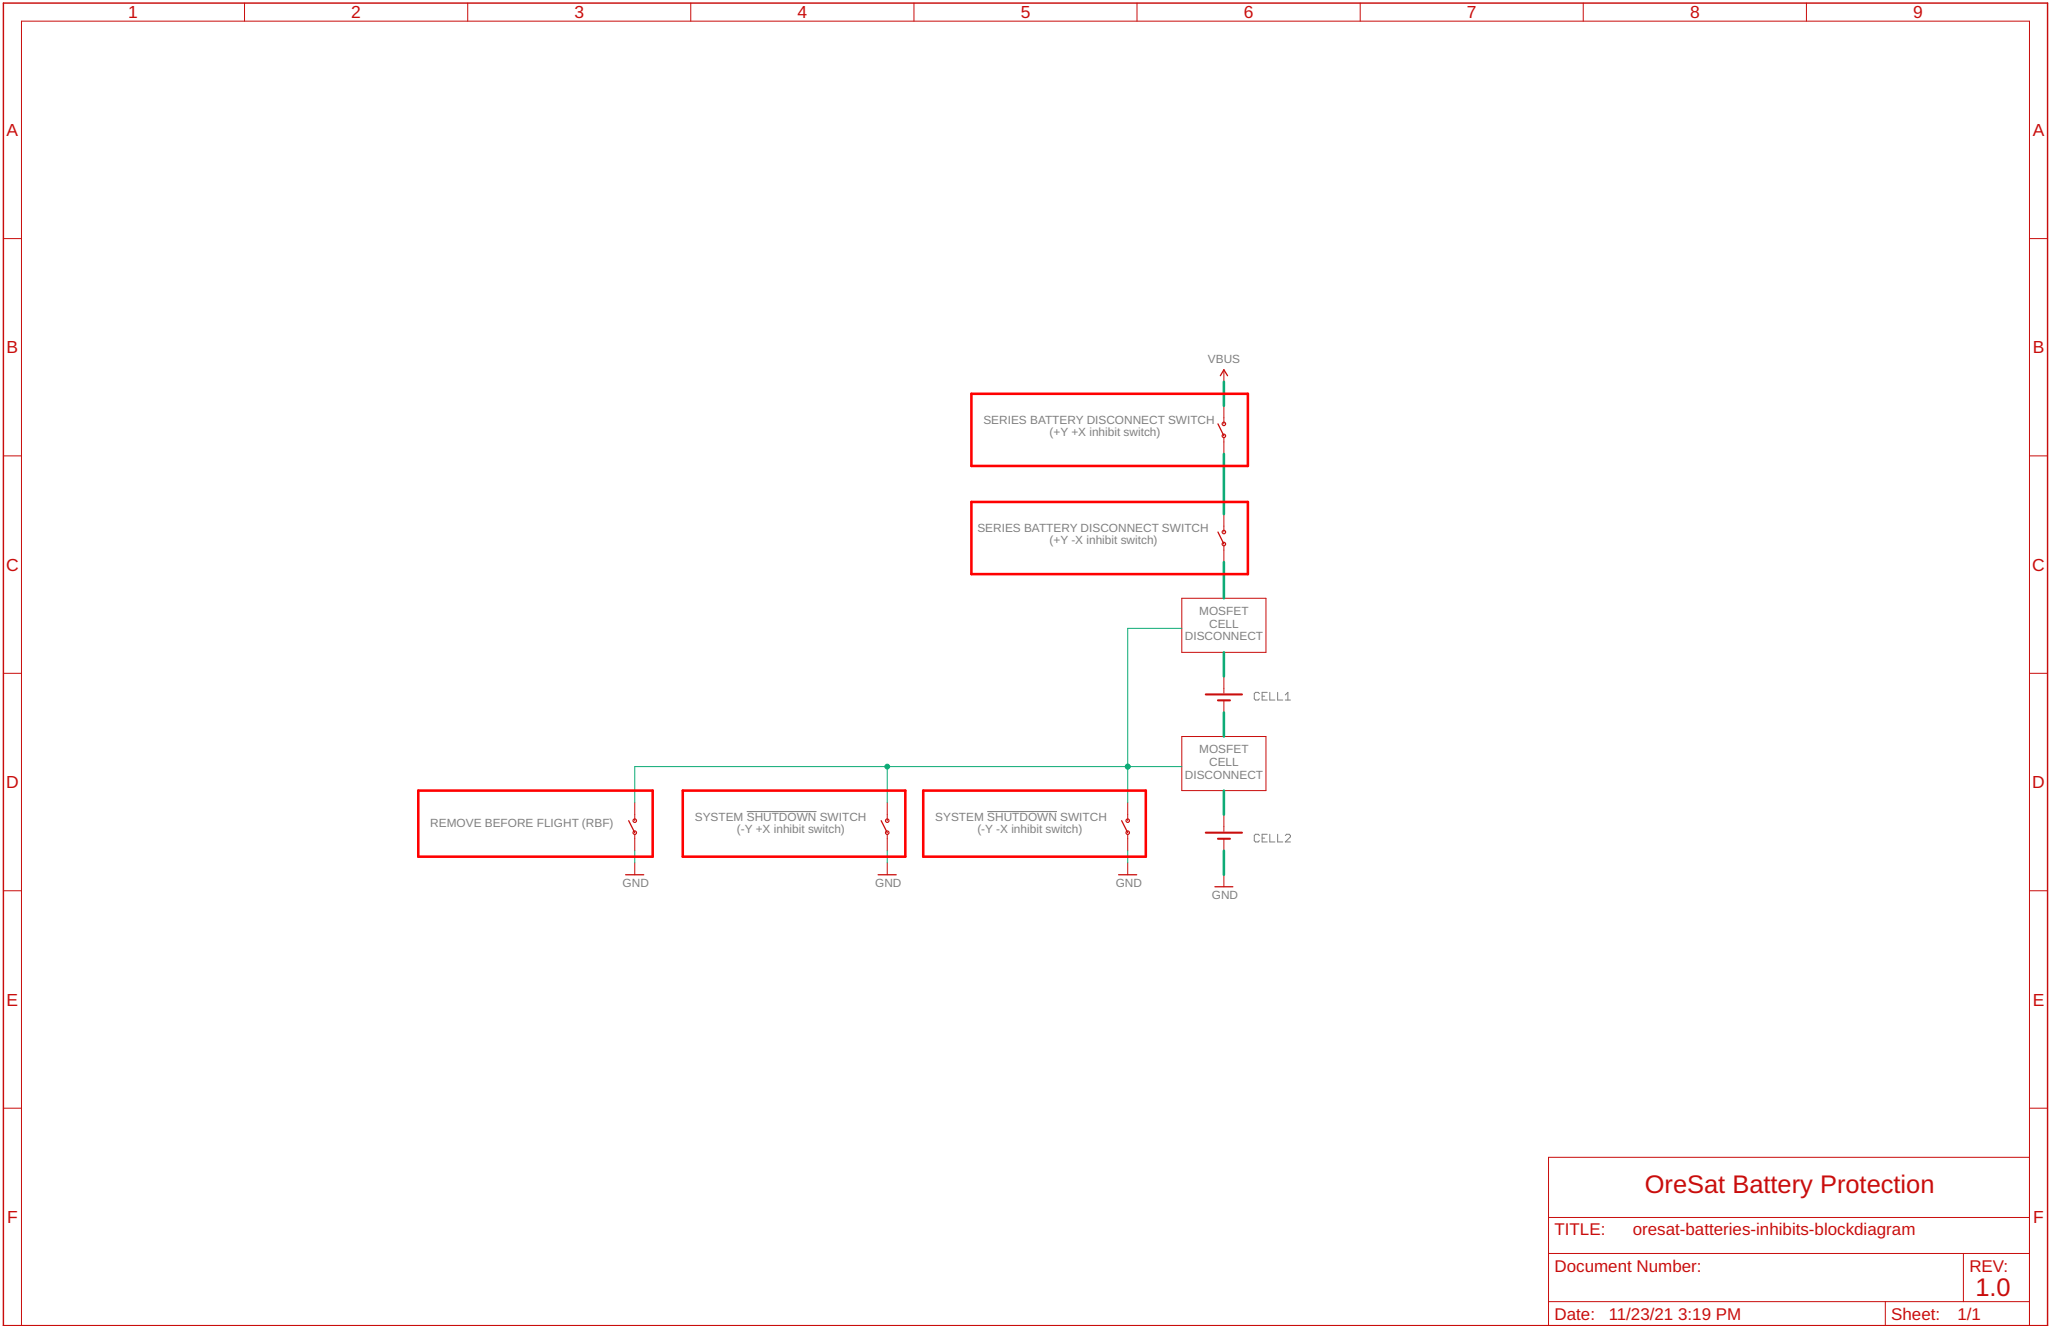 1 2 3 4 5 6 7 8 9
A A
B B
VBUS
SERIES BATTERY DISCONNECT SWITCH
(+Y +X inhibit switch)
SERIES BATTERY DISCONNECT SWITCH
(+Y -X inhibit switch)
C C
MOSFET
CELL
DISCONNECT
CELL1
MOSFET
CELL
DISCONNECT
D D
REMOVE BEFORE FLIGHT (RBF)
SYSTEM SHUTDOWN SWITCH
(-Y +X inhibit switch)
SYSTEM SHUTDOWN SWITCH
(-Y -X inhibit switch)
CELL2
GND GND GND GND
E E
F F
OreSat Battery Protection
TITLE: oresat-batteries-inhibits-blockdiagram
Document Number:
REV:
1.0
Date: 11/23/21 3:19 PM
Sheet: 1/1